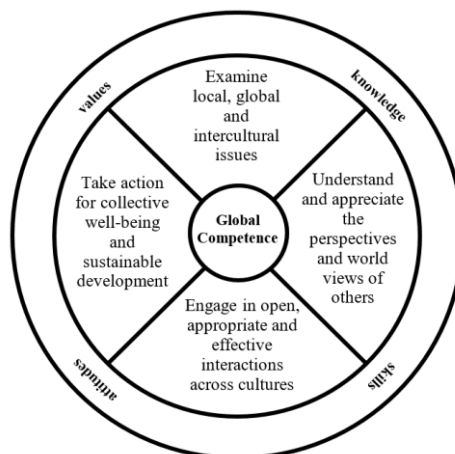 values
knowledge
Examine
local, global
and
intercultural
issues
Take action
for collective
well-being
and
sustainable
development
Global
Competence
Understand
and appreciate
the
perspectives
and world
views of
others
Engage in open,
appropriate and
effective
interactions
across cultures
attitudes
skills